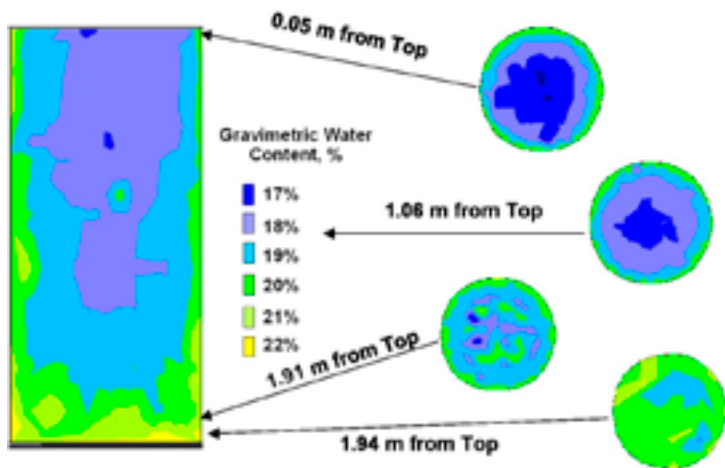 0.05 m from Top
Gravimetric Water
Content, %
17%
18%
19%
20%
21%
22%
1.06 m from Top
1.91 m from Top
1.94 m from Top